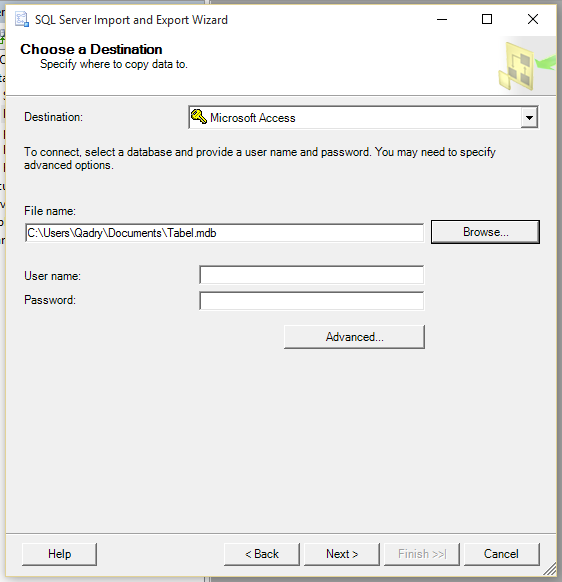 SQL Server Import and Export Wizard
Choose a Destination
Specify where to copy data to.
Destination:
Microsoft Access
To connect, select a database and provide a user name and password. You may need to specify
advanced options.
File name:
C:\Users\Qadry\Documents\Tabel.mdb
Browse...
User name:
Password:
Advanced...
Help
< Back
Next >
Finish >>|
Cancel